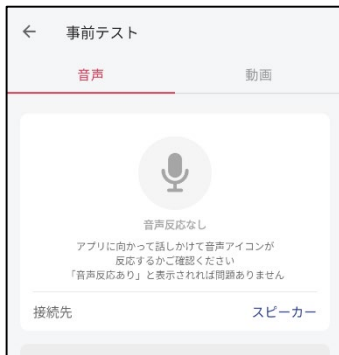 ← 事前テスト
音声 動画
音声反応なし
アプリに向かって話しかけて音声アイコンが
反応するかご確認ください
「音声反応あり」と表示されれば問題ありません
接続先 スピーカー